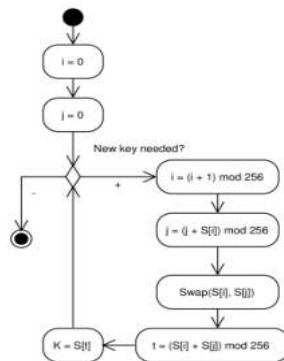 i = 0
j = 0
New key needed?
-
+
i = (i + 1) mod 256
j = (j + S[i]) mod 256
Swap(S[i], S[j])
K = S[t]
t = (S[i] + S[j]) mod 256